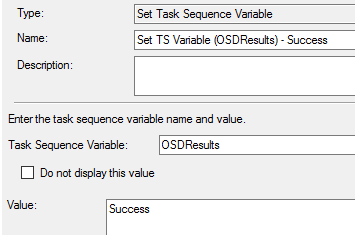 Type: Set Task Sequence Variable
Name: Set TS Variable (OSDResults) - Success
Description:
Enter the task sequence variable name and value.
Task Sequence Variable: OSDResults
Do not display this value
Value: Success